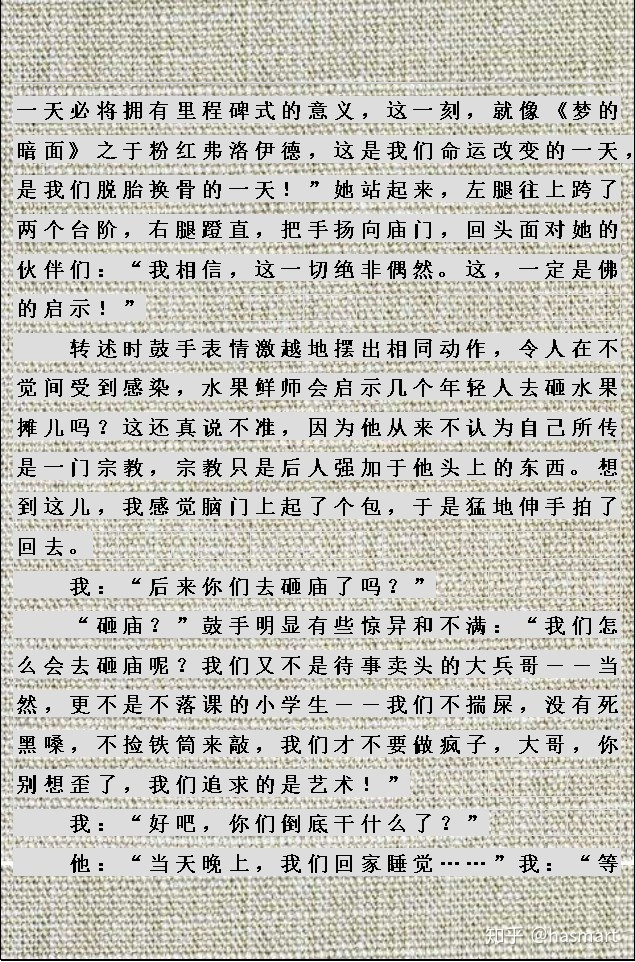 一天必将拥有里程碑式的意义，这一刻，就像《梦的
暗面》之于粉红弗洛伊德，这是我们命运改变的一天，
是我们脱胎换骨的一天！”她站起来，左腿往上跨了
两个台阶，右腿蹬直，把手扬向庙门，回头面对她的
伙伴们：“我相信，这一切绝非偶然。这，一定是佛
的启示！”
转述时鼓手表情激越地摆出相同动作，令人在不
觉间受到感染，水果鲜师会启示几个年轻人去砸水果
摊儿吗？这还真说不准，因为他从来不认为自己所传
是一门宗教，宗教只是后人强加于他头上的东西。想
到这儿，我感觉脑门上起了个包，于是猛地伸手拍了
回去。
我：“后来你们去砸庙了吗？”
“砸庙？”鼓手明显有些惊异和不满：“我们怎
么会去砸庙呢？我们又不是待事卖头的大兵哥——当
然，更不是不落课的小学生——我们不揣屎，没有死
黑嗓，不捡铁筒来敲，我们才不要做疯子，大哥，你
别想歪了，我们追求的是艺术！”
我：“好吧，你们倒底干什么了？”
他：“当天晚上，我们回家睡觉……”我：“等
知乎 @hasmart